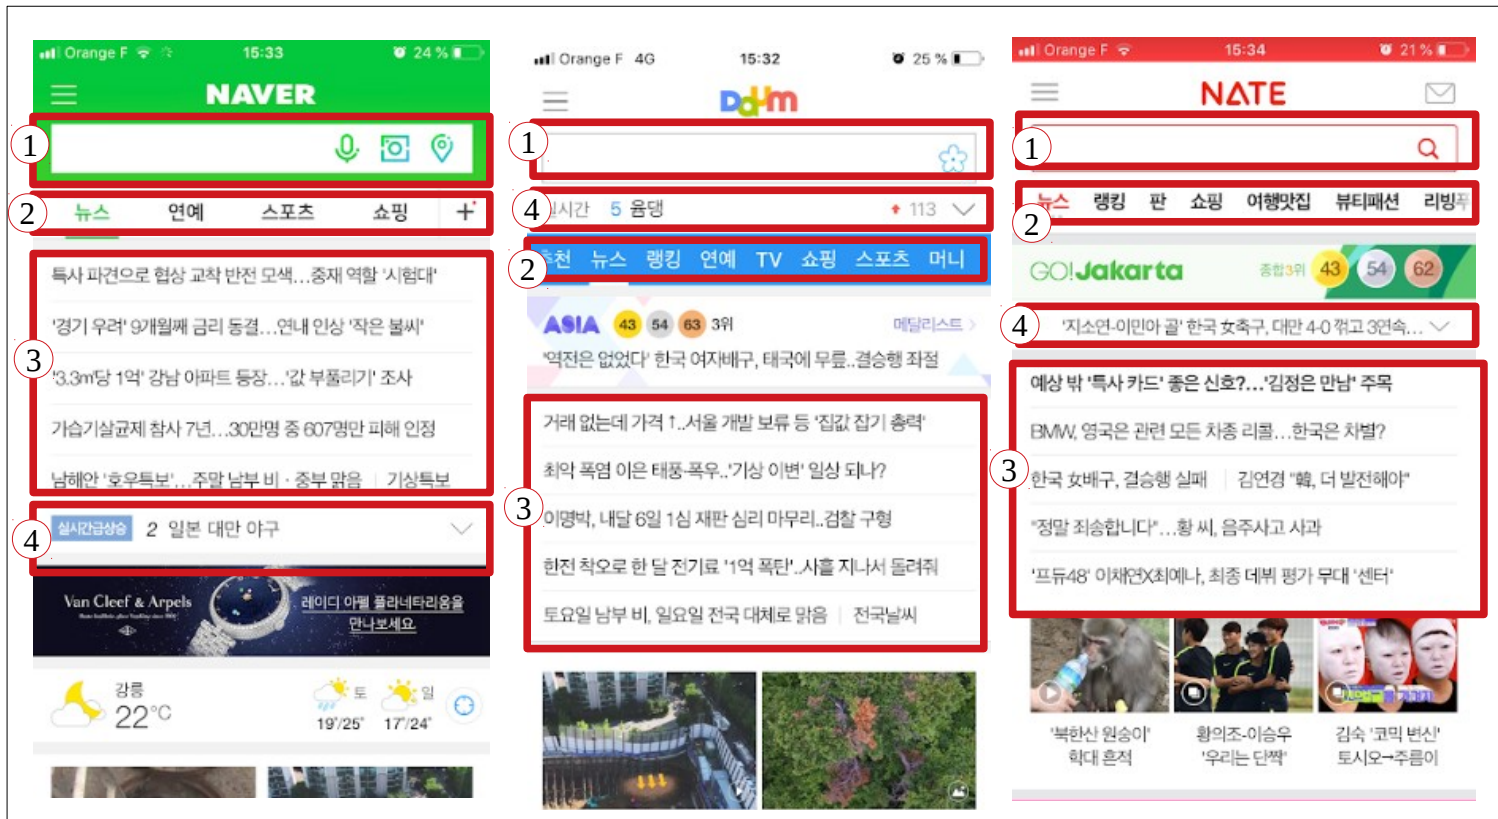 Orange F 15:33 24 %
NAVER
1
2 뉴스 연예 스포츠 쇼핑
3
특사 파견으로 협상 교착 반전 모색...중재 역할 '시험대'
'경기 우려' 9개월째 금리 동결...연내 인상 '작은 불씨'
'3.3㎡당 1억' 강남 아파트 등장...'값 부풀리기' 조사
가습기살균제 참사 7년...30만명 중 607명만 피해 인정
남해안 '호우특보'...주말 남부 비·중부 맑음 | 기상특보
4 실시간급상승 2 일본 대만 야구
Van Cleef & Arpels
레이디 아펠 플라네타리움을
만나보세요
강릉
22°C
토 19°/25°
일 17°/24°
Orange F 4G 15:32 25 %
Daum
1
4 실시간 5 윤댕 113
2 추천 뉴스 랭킹 연예 TV 쇼핑 스포츠 머니
ASIA 43 54 63 3위 메달리스트
'역전은 없었다' 한국 여자배구, 태국에 무릎..결승행 좌절
3
거래 없는데 가격↑..서울 개발 보류 등 '집값 잡기 총력'
최악 폭염 이은 태풍-폭우..'기상 이변' 일상 되나?
이명박, 내달 6일 1심 재판 심리 마무리..검찰 구형
한전 착오로 한 달 전기료 '1억 폭탄'..사흘 지나서 돌려줘
토요일 남부 비, 일요일 전국 대체로 맑음 | 전국날씨
Orange F 15:34 21 %
NATE
1
2 뉴스 랭킹 판 쇼핑 여행맛집 뷰티패션 리빙푸
GO!Jakarta 종합3위 43 54 62
4 '지소연-이민아 골' 한국 女축구, 대만 4-0 꺾고 3연속...
3
예상 밖 '특사 카드' 좋은 신호?...'김정은 만남' 주목
BMW, 영국은 관련 모든 차종 리콜...한국은 차별?
한국 女배구, 결승행 실패 | 김연경 "韓, 더 발전해야"
"정말 죄송합니다"...황 씨, 음주사고 사과
'프듀48' 이채연X최예나, 최종 데뷔 평가 무대 '센터'
'북한산 원숭이'
학대 흔적
황의조-이승우
'우리는 단짝'
김숙 '코믹 변신'
토시오→주름이